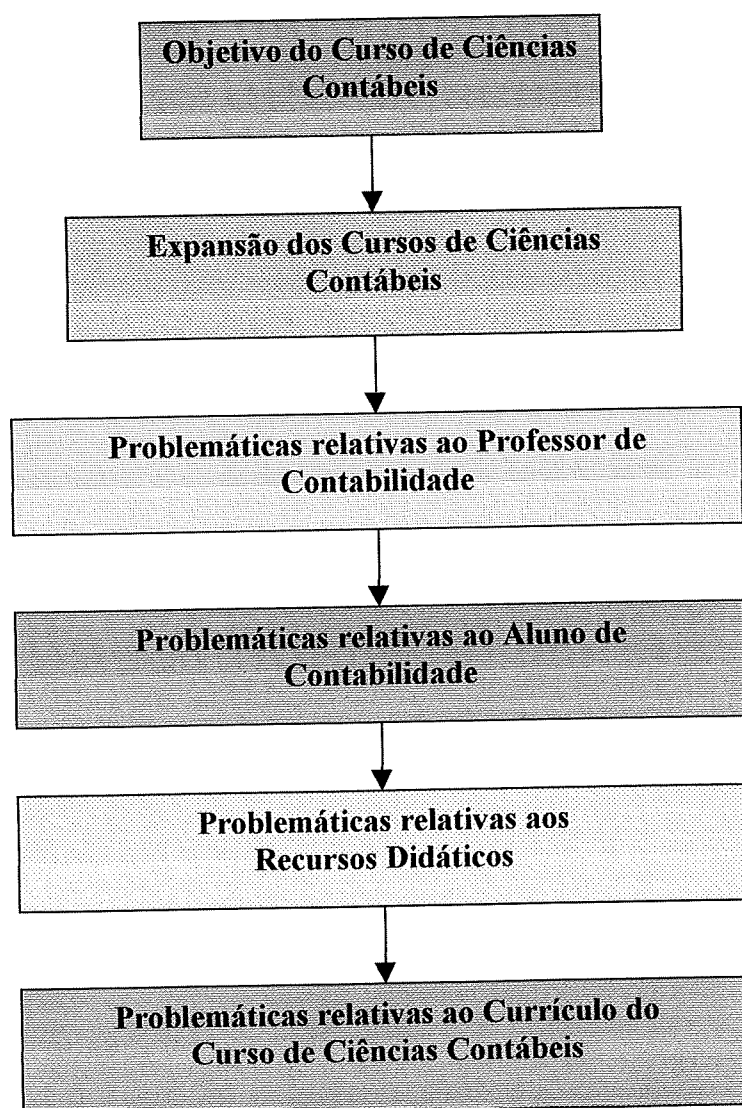 Objetivo do Curso de Ciências
Contábeis
Expansão dos Cursos de Ciências
Contábeis
Problemáticas relativas ao Professor de
Contabilidade
Problemáticas relativas ao Aluno de
Contabilidade
Problemáticas relativas aos
Recursos Didáticos
Problemáticas relativas ao Currículo do
Curso de Ciências Contábeis